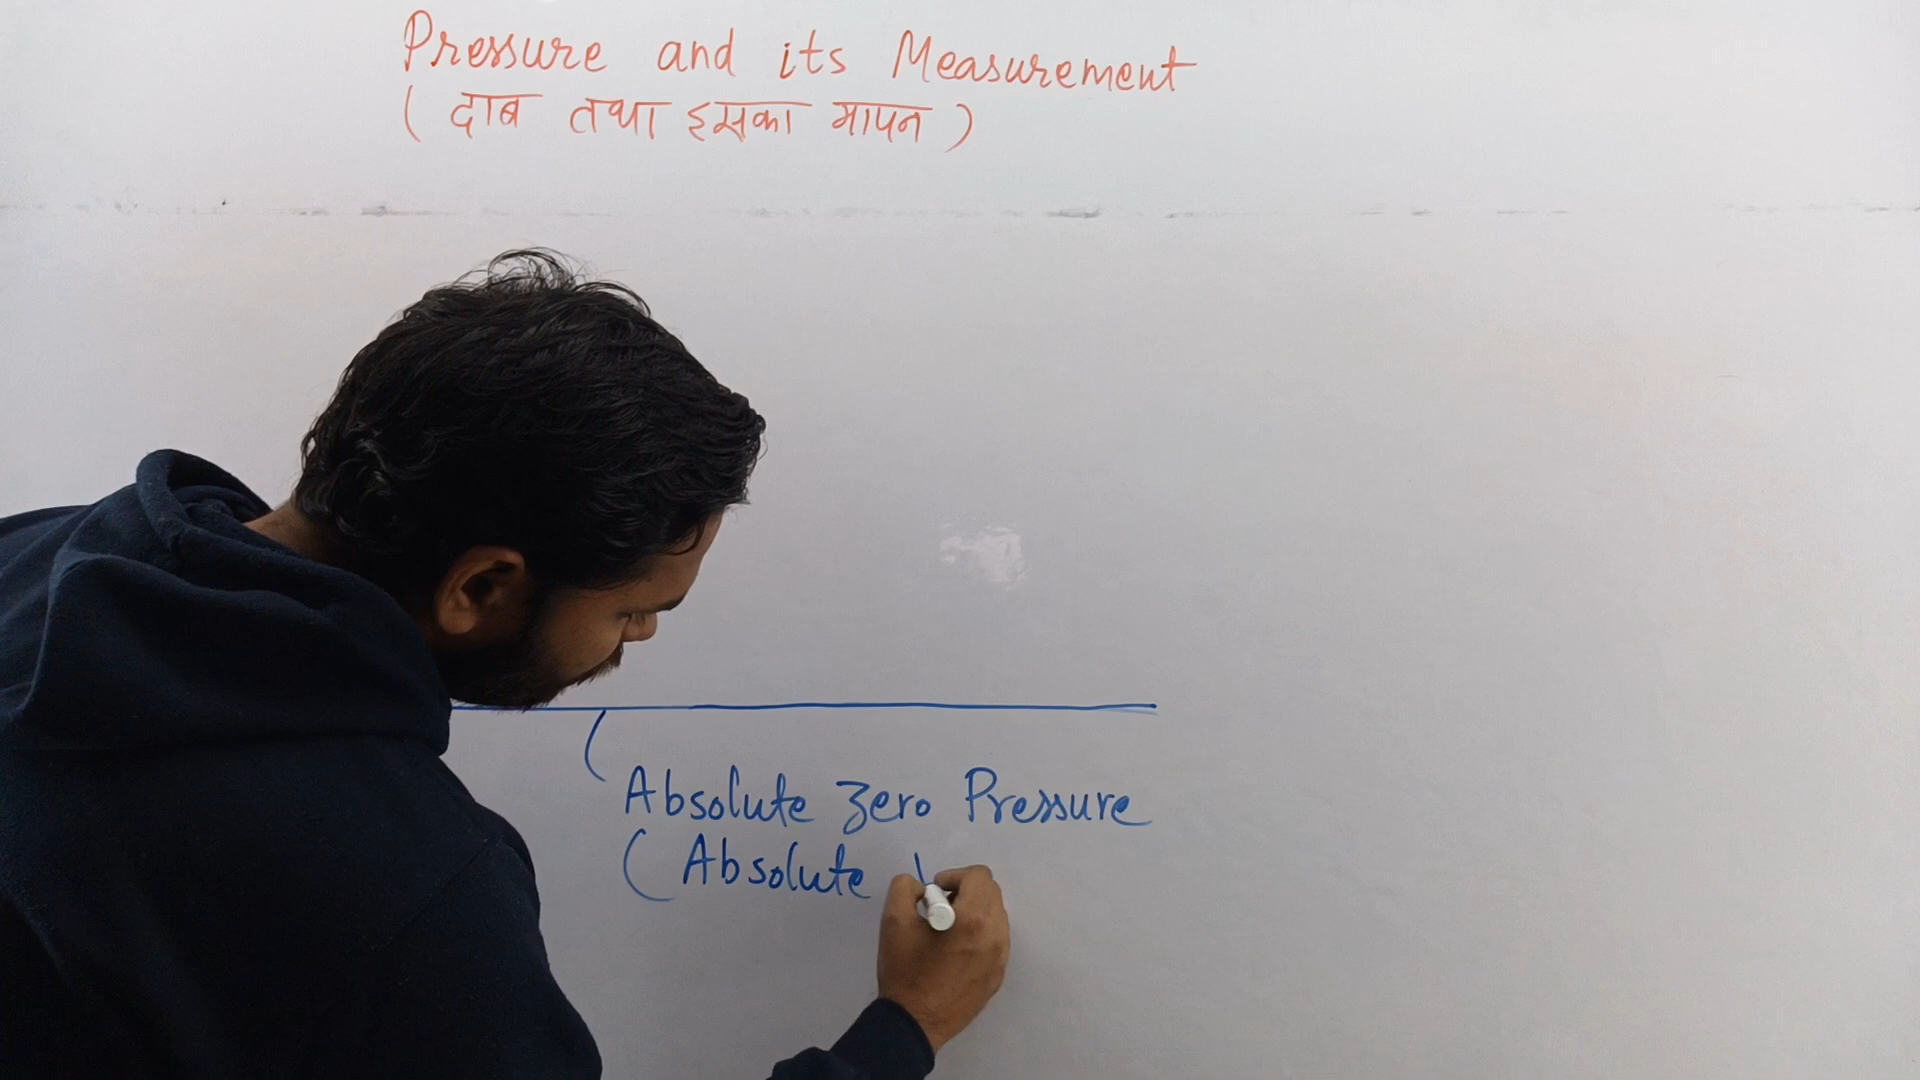 Pressure and its Measurement
( दाब तथा इसका मापन )
Absolute Zero Pressure
( Absolute